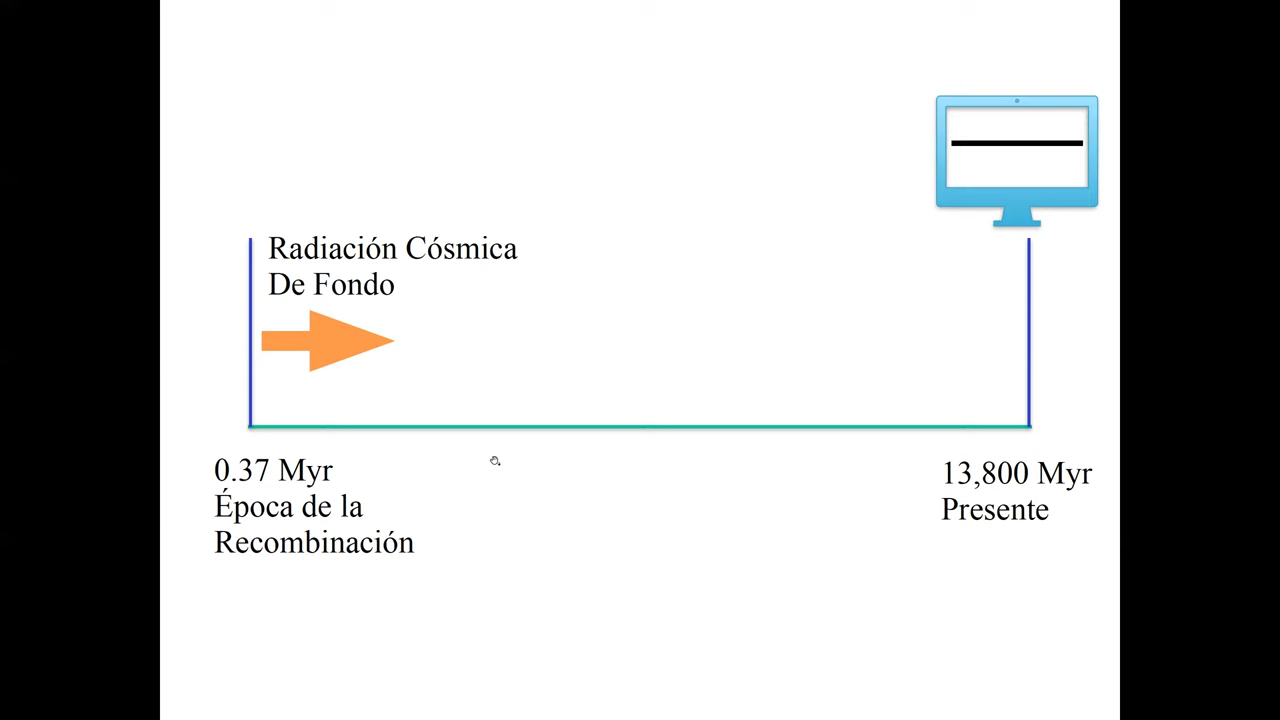 Radiación Cósmica
De Fondo
0.37 Myr
Época de la
Recombinación
13,800 Myr
Presente